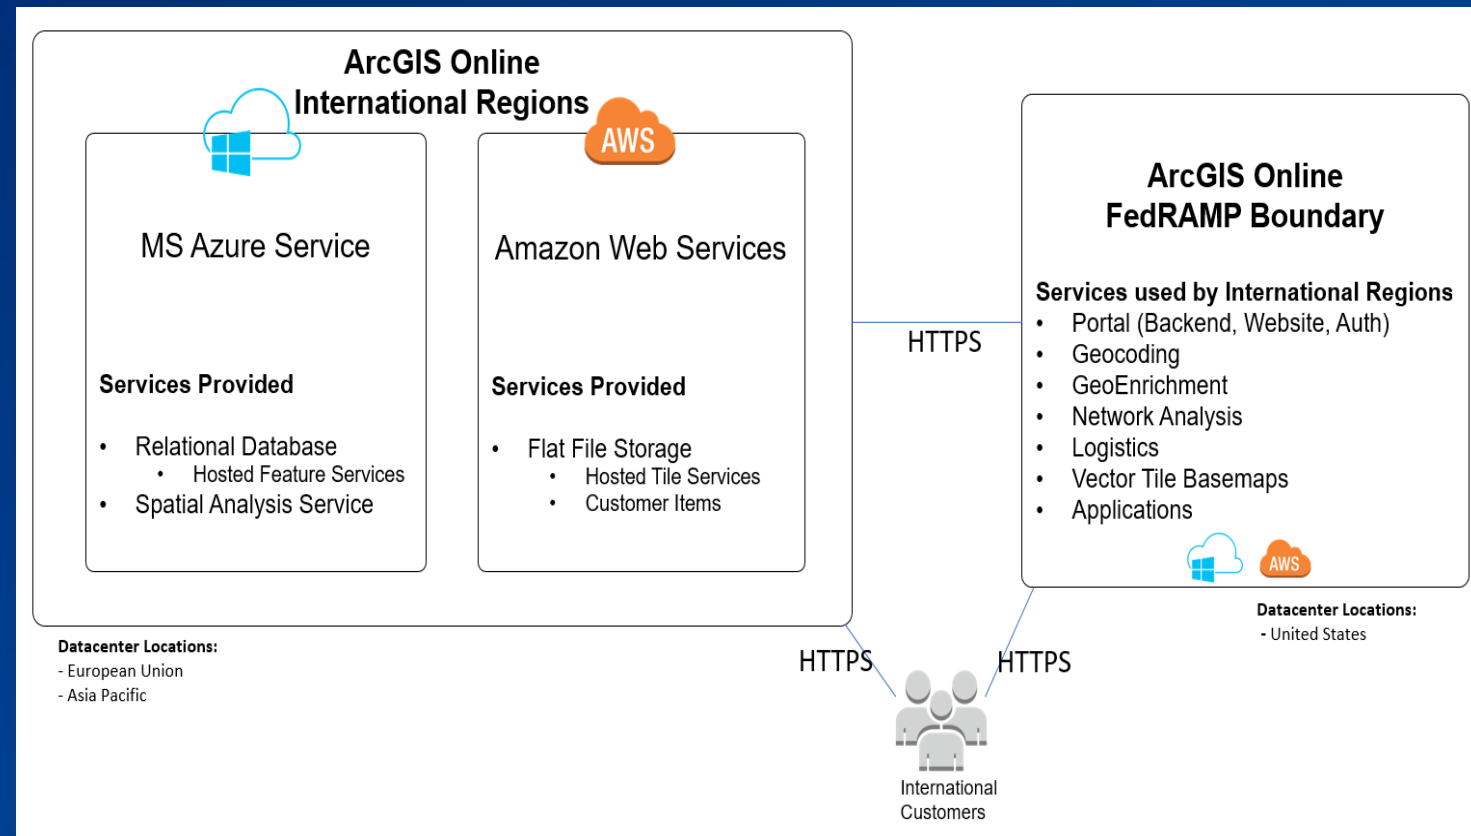 ArcGIS Online
International Regions
AWS
MS Azure Service
Services Provided
• Relational Database
• Hosted Feature Services
• Spatial Analysis Service
Amazon Web Services
Services Provided
• Flat File Storage
• Hosted Tile Services
• Customer Items
Datacenter Locations:
- European Union
- Asia Pacific
HTTPS
ArcGIS Online
FedRAMP Boundary
Services used by International Regions
• Portal (Backend, Website, Auth)
• Geocoding
• GeoEnrichment
• Network Analysis
• Logistics
• Vector Tile Basemaps
• Applications
AWS
Datacenter Locations:
- United States
HTTPS
HTTPS
International
Customers